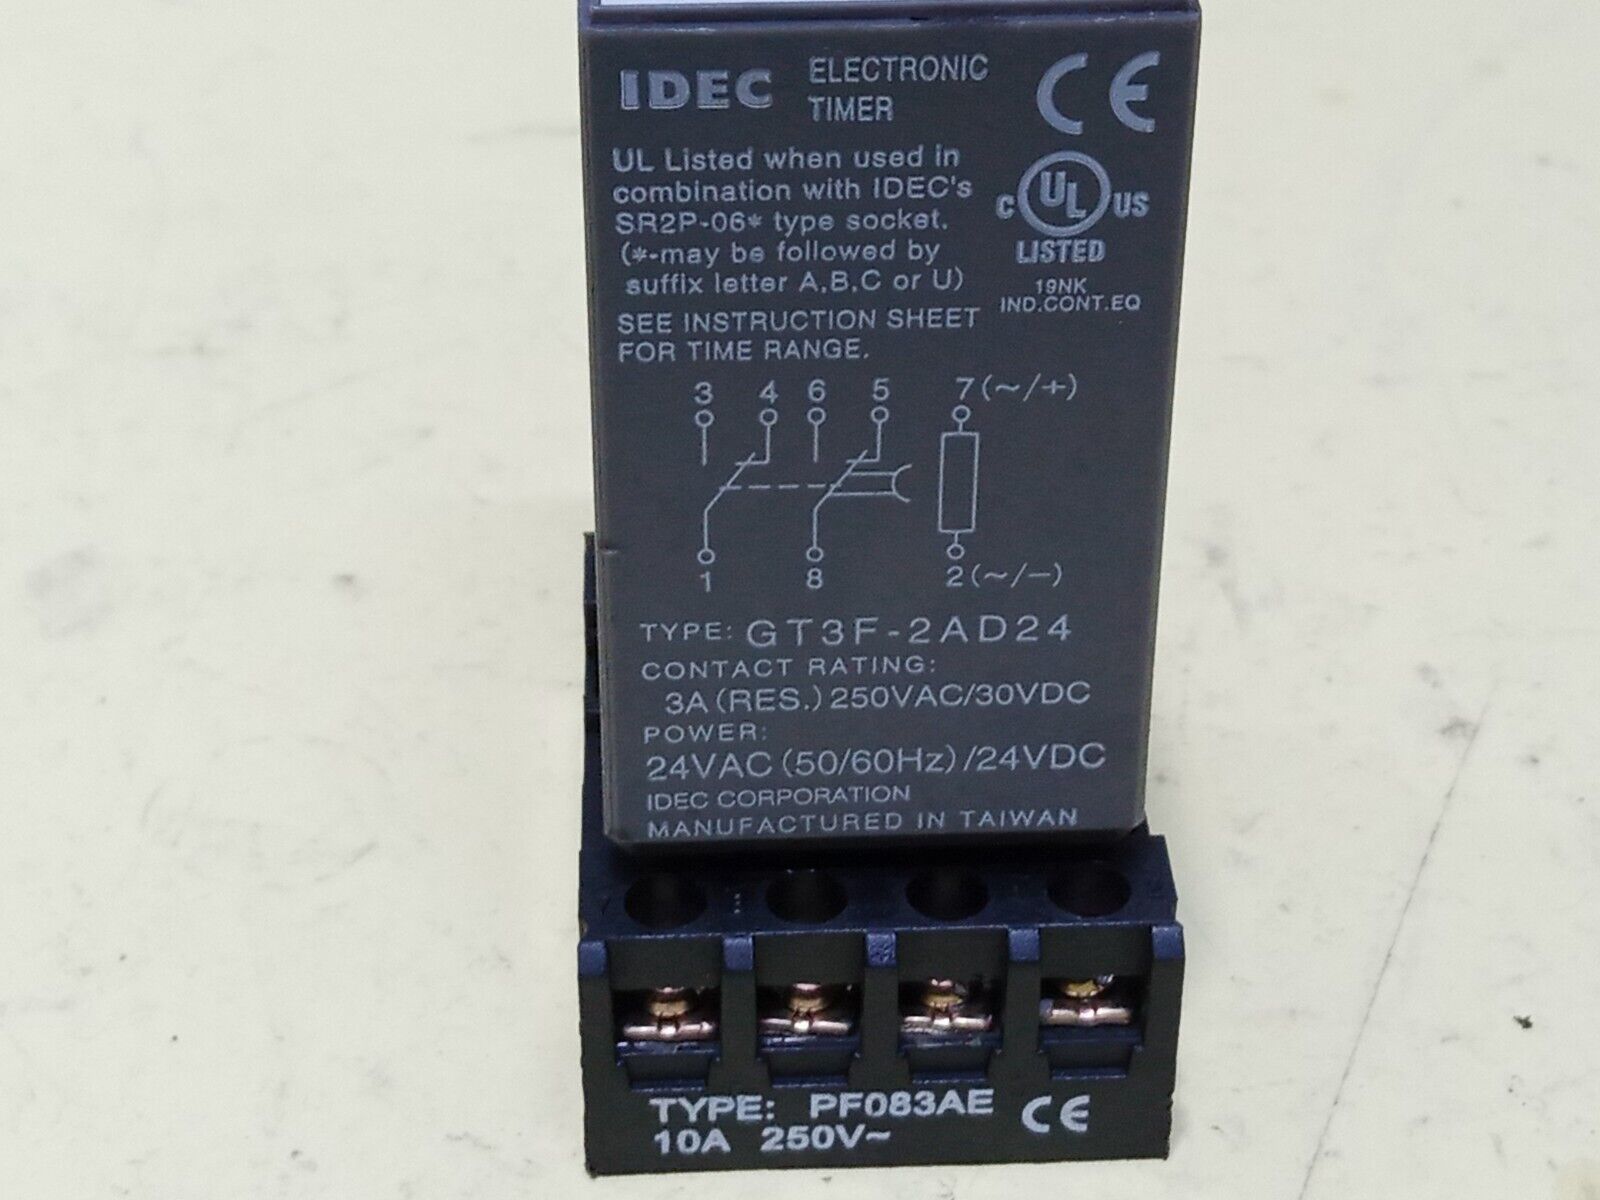 IDEC ELECTRONIC
TIMER
CE
UL Listed when used in
combination with IDEC's
SR2P-06* type socket.
(*-may be followed by
suffix letter A,B,C or U)
C UL US
LISTED
19NK
IND.CONT.EQ
SEE INSTRUCTION SHEET
FOR TIME RANGE.
3 4 6 5 7(~/+)
1 8 2(~/-)
TYPE: GT3F-2AD24
CONTACT RATING:
3A(RES.)250VAC/30VDC
POWER:
24VAC(50/60Hz)/24VDC
IDEC CORPORATION
MANUFACTURED IN TAIWAN
TYPE: PF083AE CE
10A 250V~